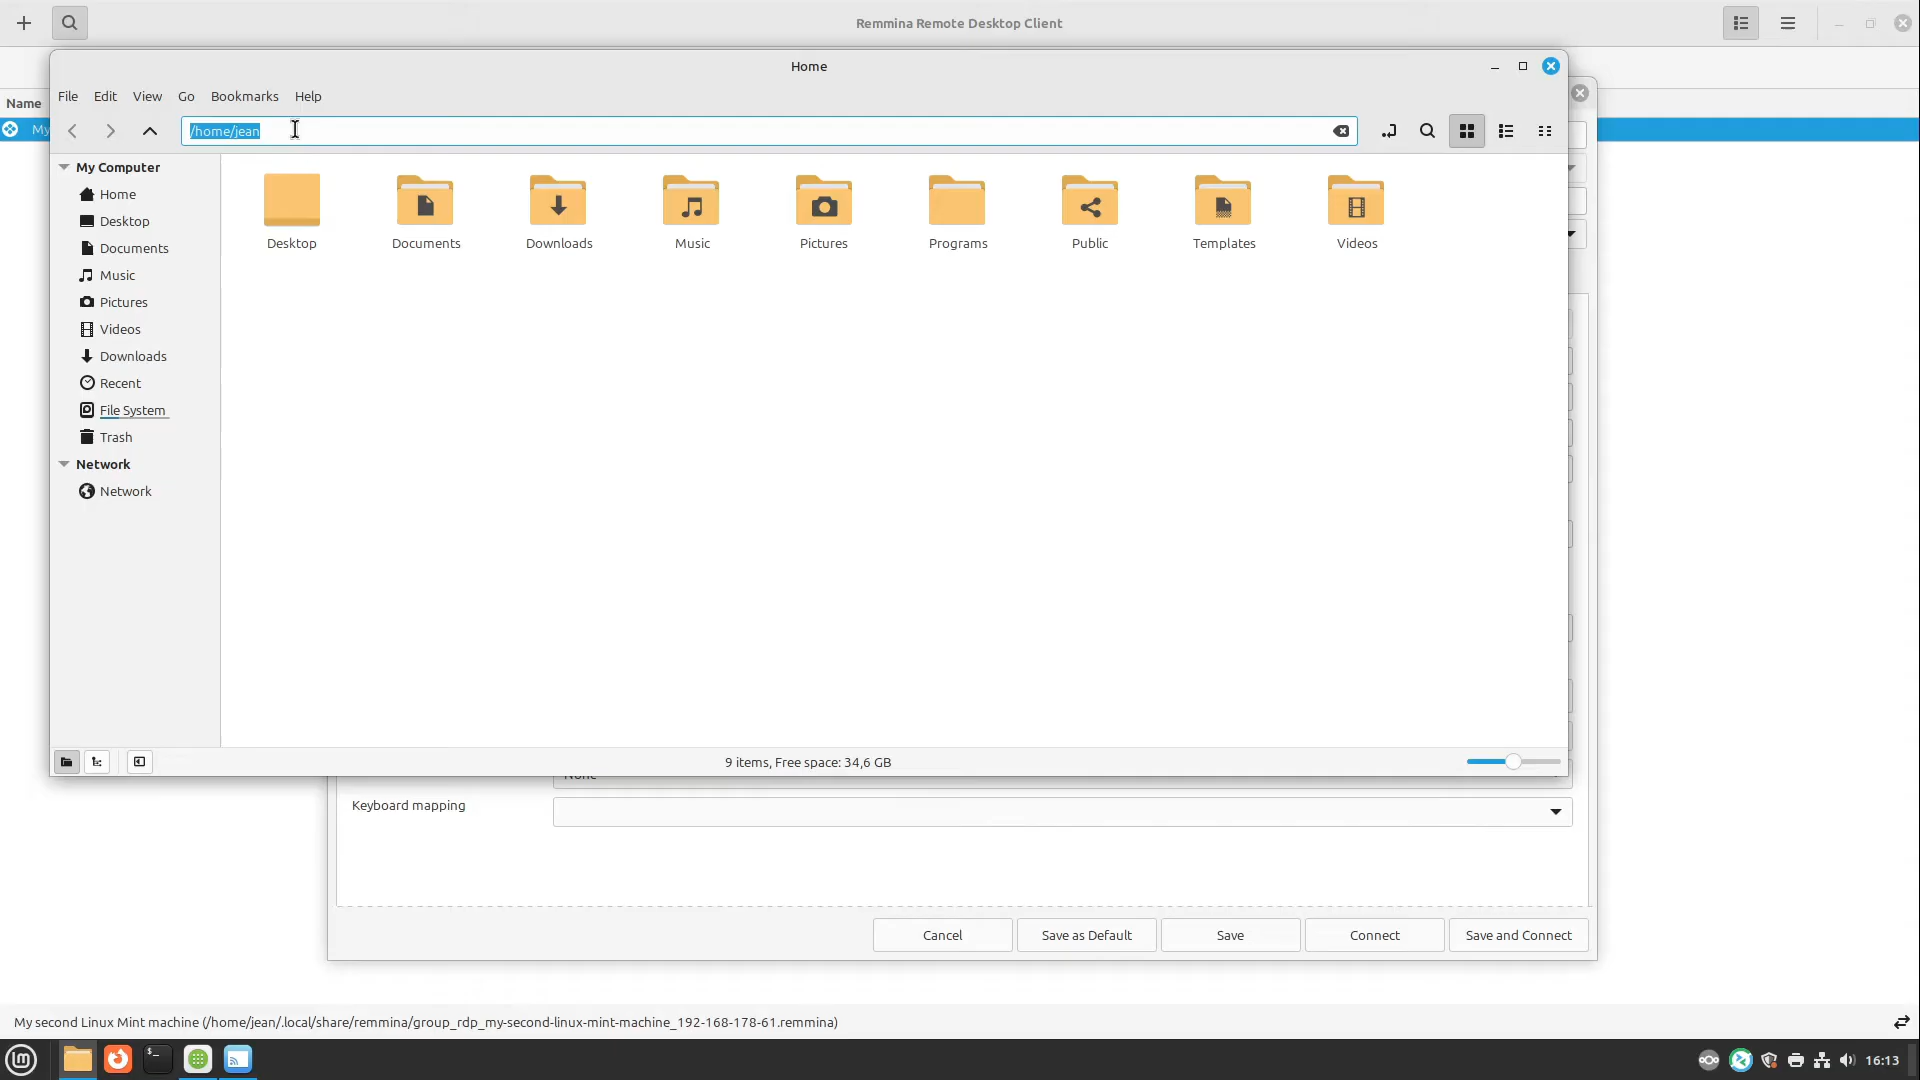 Remmina Remote Desktop Client
Home
File Edit View Go Bookmarks Help
Name
/home/jean
My
My Computer
Home
Desktop
Documents
Music
Pictures
Videos
Downloads
Recent
File System
Trash
Network
Network
Desktop Documents Downloads Music Pictures Programs Public Templates Videos
9 items, Free space: 34,6 GB
Keyboard mapping
Cancel Save as Default Save Connect Save and Connect
My second Linux Mint machine (/home/jean/.local/share/remmina/group_rdp_my-second-linux-mint-machine_192-168-178-61.remmina)
16:13